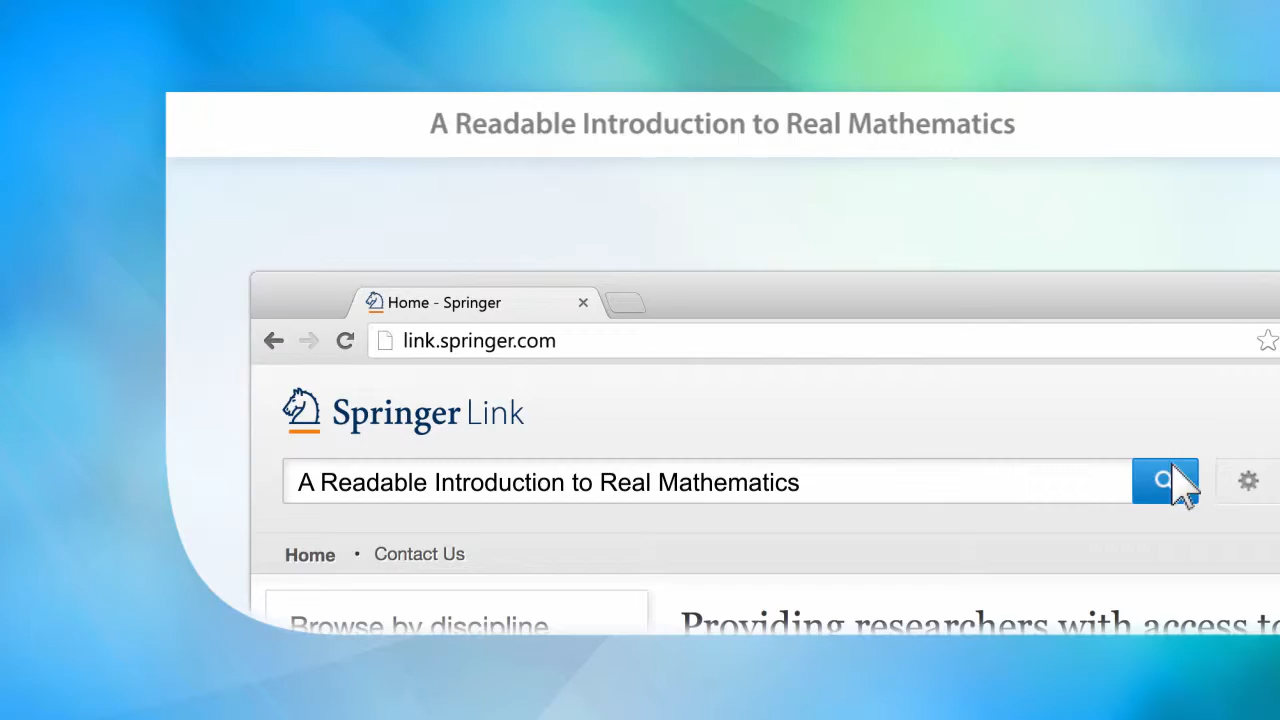 A Readable Introduction to Real Mathematics
Home - Springer
link.springer.com
Springer Link
A Readable Introduction to Real Mathematics
Home • Contact Us
Browse by discipline
Providing researchers with access to